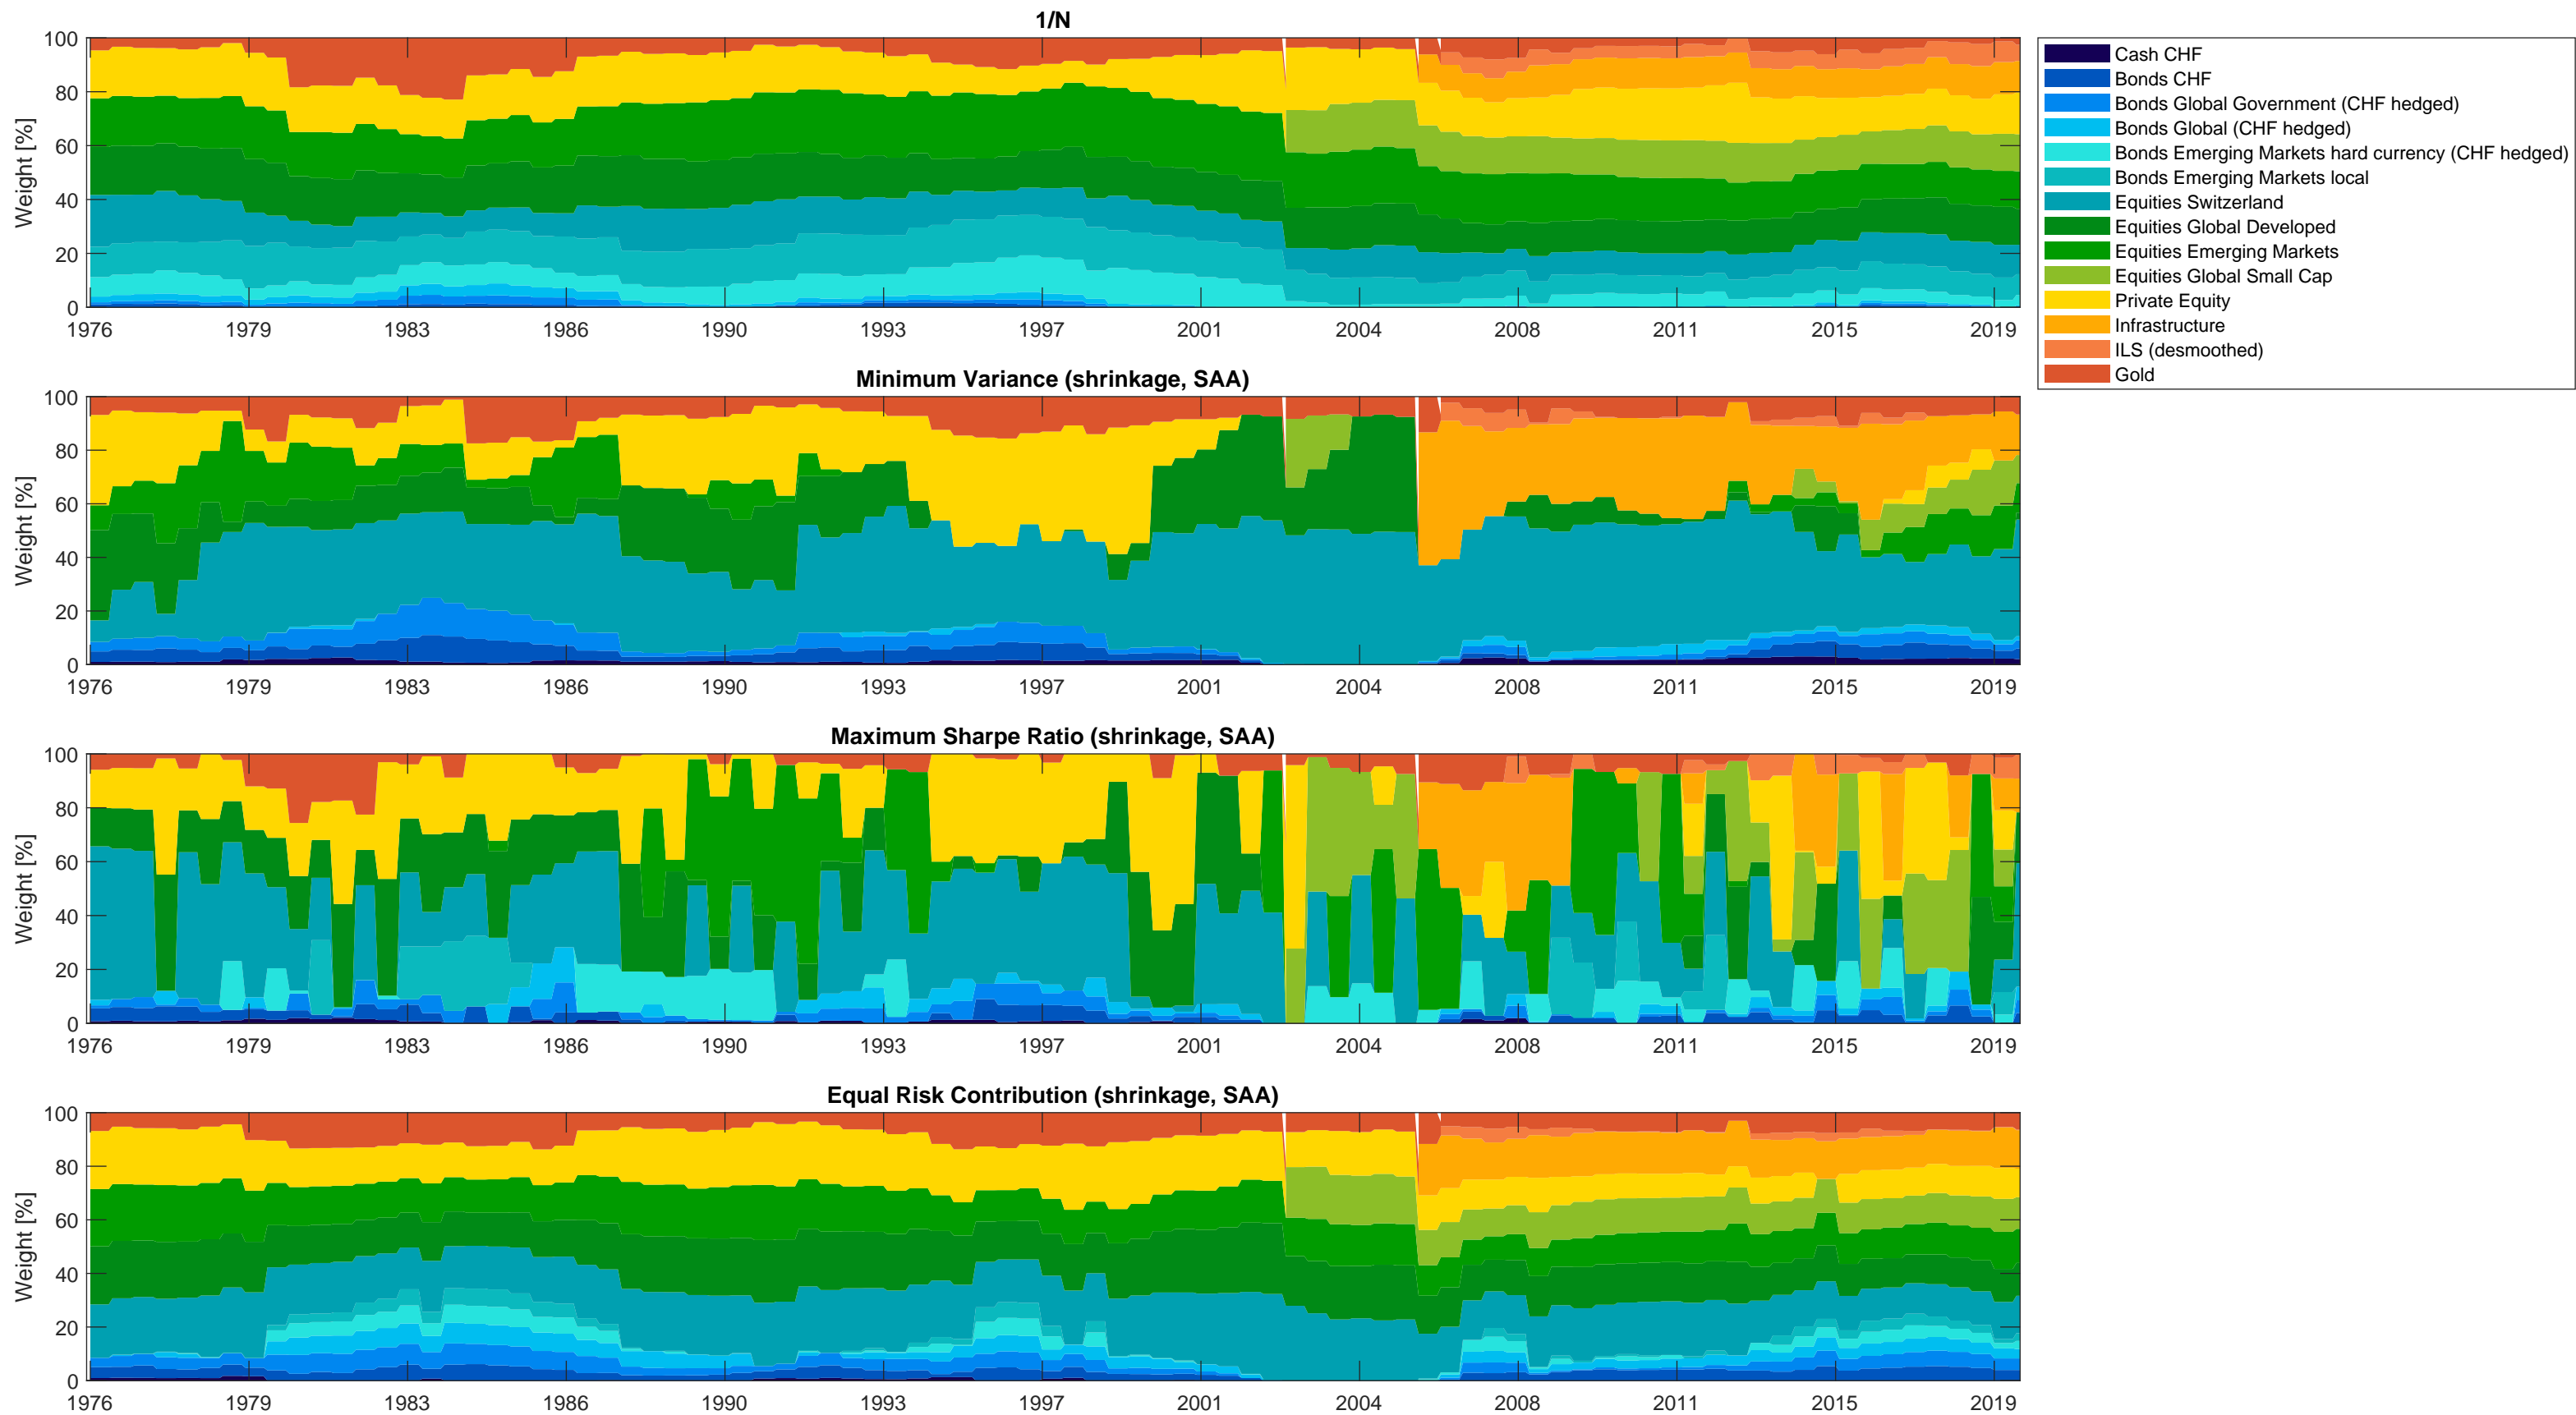 1/N
Weight [%]
100
80
60
40
20
0
1976 1979 1983 1986 1990 1993 1997 2001 2004 2008 2011 2015 2019
Cash CHF
Bonds CHF
Bonds Global Government (CHF hedged)
Bonds Global (CHF hedged)
Bonds Emerging Markets hard currency (CHF hedged)
Bonds Emerging Markets local
Equities Switzerland
Equities Global Developed
Equities Emerging Markets
Equities Global Small Cap
Private Equity
Infrastructure
ILS (desmoothed)
Gold
Minimum Variance (shrinkage, SAA)
Weight [%]
100
80
60
40
20
0
1976 1979 1983 1986 1990 1993 1997 2001 2004 2008 2011 2015 2019
Maximum Sharpe Ratio (shrinkage, SAA)
Weight [%]
100
80
60
40
20
0
1976 1979 1983 1986 1990 1993 1997 2001 2004 2008 2011 2015 2019
Equal Risk Contribution (shrinkage, SAA)
Weight [%]
100
80
60
40
20
0
1976 1979 1983 1986 1990 1993 1997 2001 2004 2008 2011 2015 2019